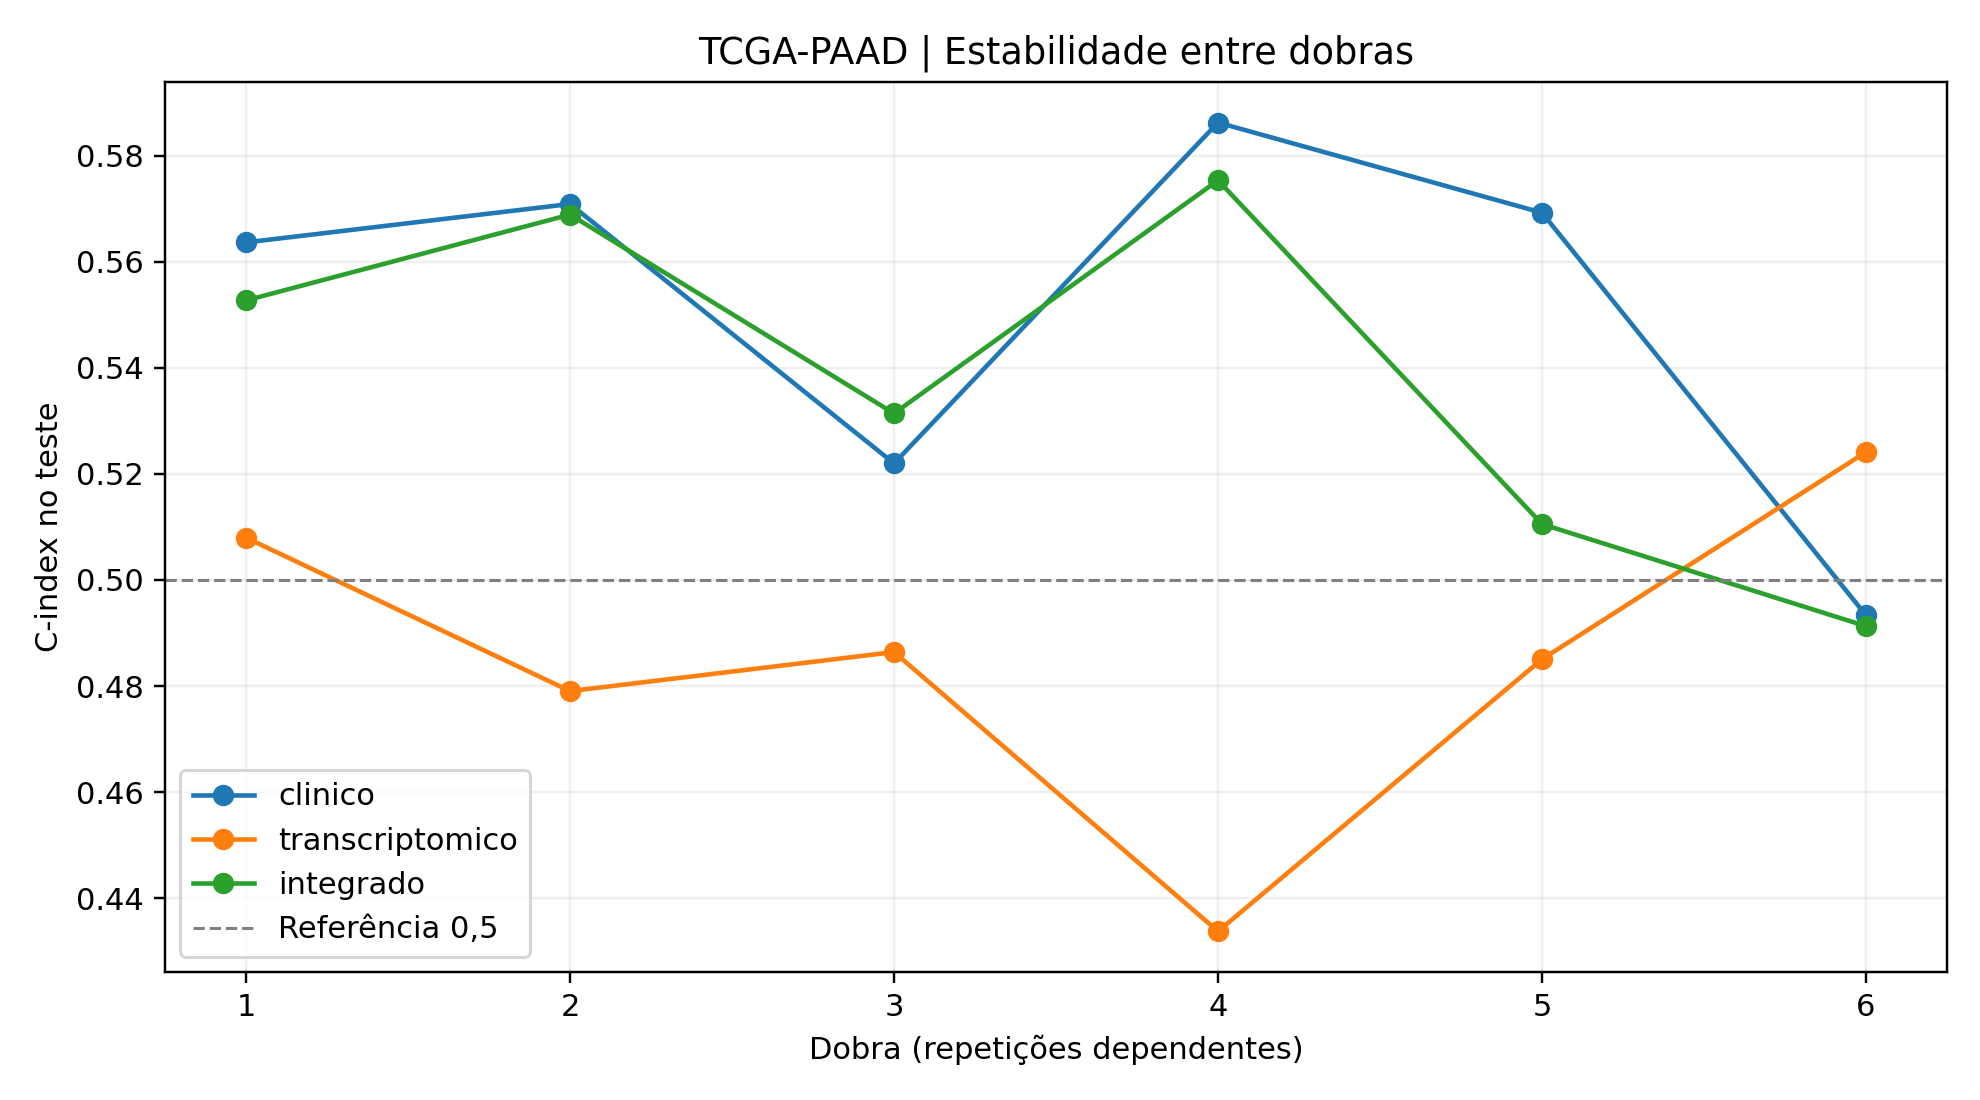 TCGA-PAAD | Estabilidade entre dobras
C-index no teste
0.58
0.56
0.54
0.52
0.50
0.48
0.46
0.44
clinico
transcriptomico
integrado
Referência 0,5
1 2 3 4 5 6
Dobra (repetições dependentes)